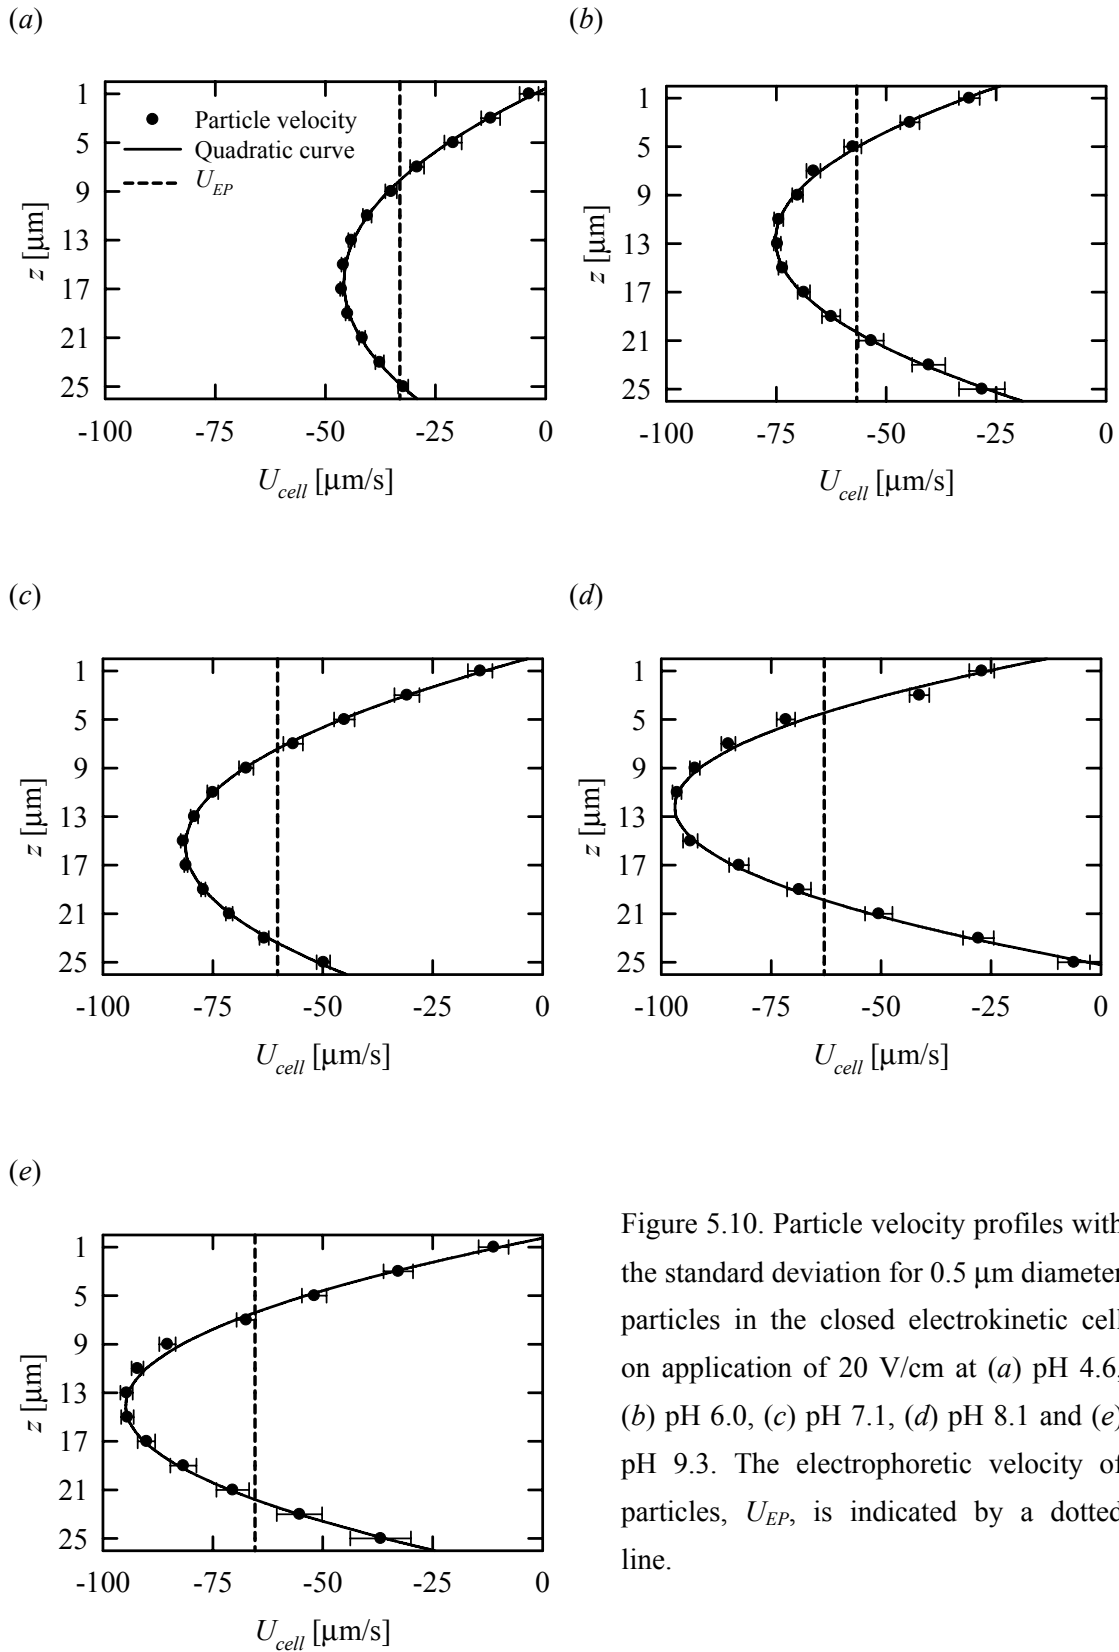 (a)
1
5
9
13
17
21
25
z [μm]
Particle velocity
Quadratic curve
U_EP
-100 -75 -50 -25 0
U_cell [μm/s]
(b)
1
5
9
13
17
21
25
z [μm]
-100 -75 -50 -25 0
U_cell [μm/s]
(c)
1
5
9
13
17
21
25
z [μm]
-100 -75 -50 -25 0
U_cell [μm/s]
(d)
1
5
9
13
17
21
25
z [μm]
-100 -75 -50 -25 0
U_cell [μm/s]
(e)
1
5
9
13
17
21
25
z [μm]
-100 -75 -50 -25 0
U_cell [μm/s]
Figure 5.10. Particle velocity profiles with
the standard deviation for 0.5 μm diameter
particles in the closed electrokinetic cell
on application of 20 V/cm at (a) pH 4.6,
(b) pH 6.0, (c) pH 7.1, (d) pH 8.1 and (e)
pH 9.3. The electrophoretic velocity of
particles, U_EP, is indicated by a dotted
line.